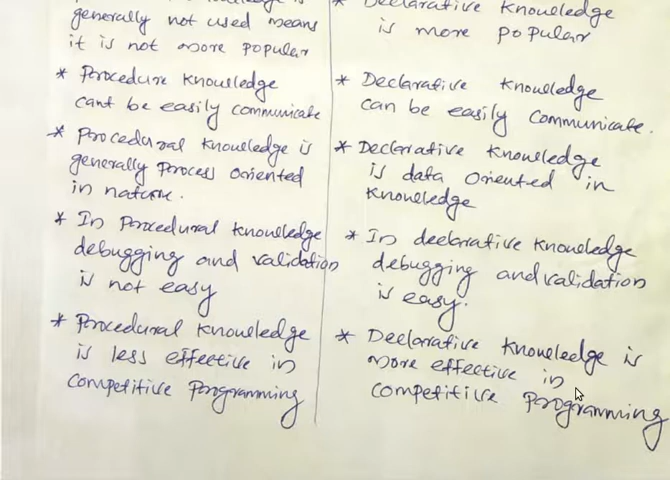 generally not used means
it is not more popular
* Procedure Knowledge
cant be easily communicate
* Procedural Knowledge is
generally Process oriented
in nature.
* In Procedural Knowledge
debugging and validation
is not easy
* Procedural Knowledge
is less effective in
competitive Programming
Declarative Knowledge
is more popular
* Declarative Knowledge
can be easily communicate.
* Declarative Knowledge
is data oriented in
Knowledge
* In declarative Knowledge
debugging and validation
is easy.
* Declarative Knowledge is
more effective in
competitive Programming